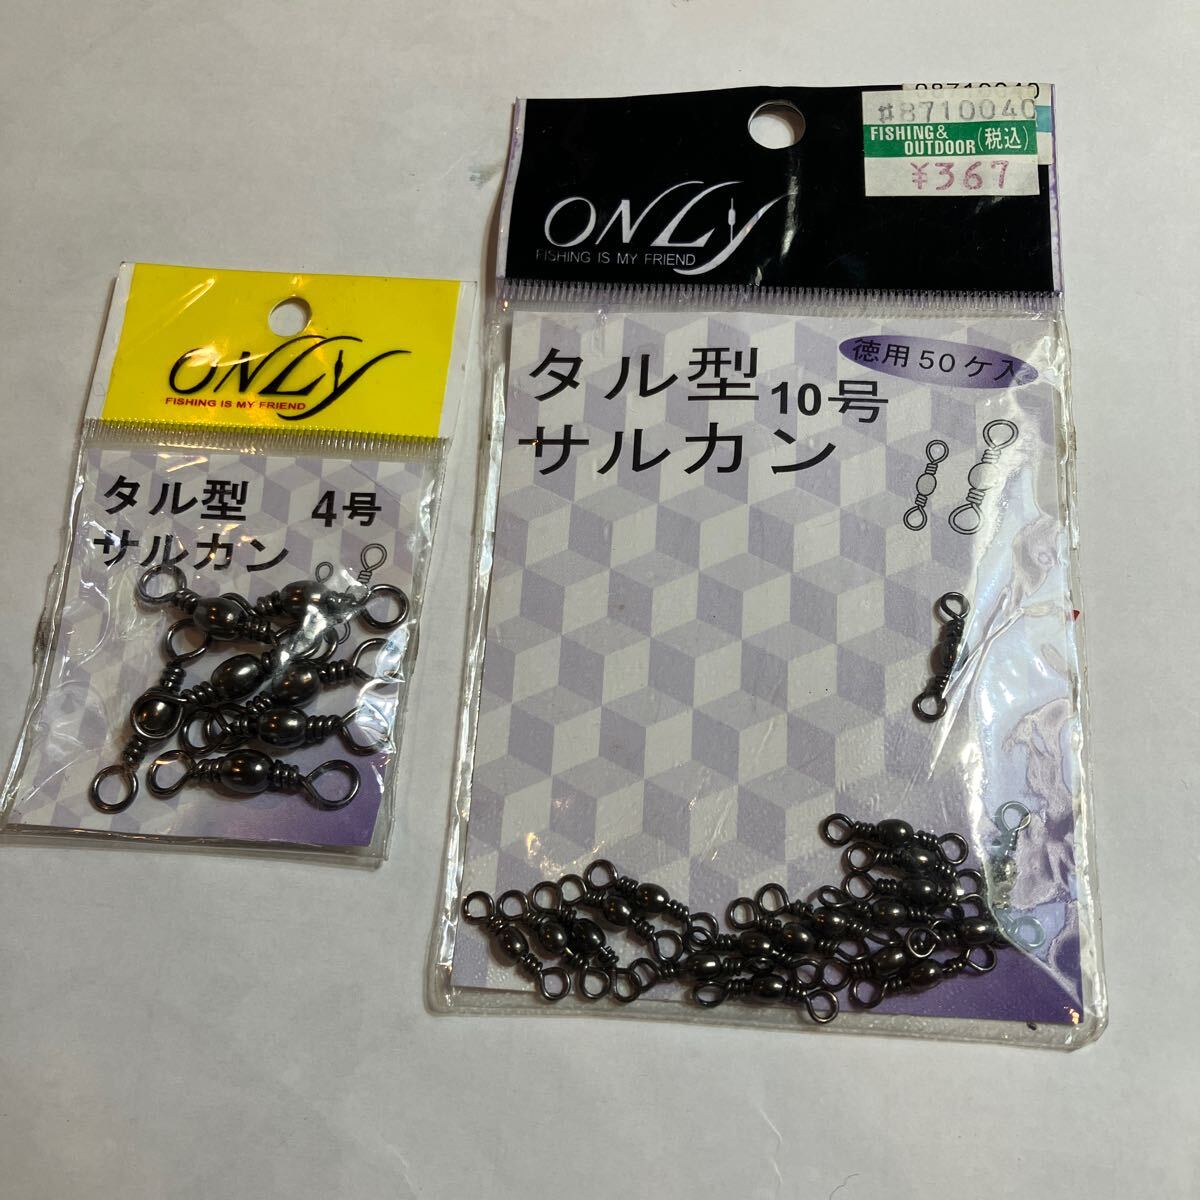 ONLY
FISHING IS MY FRIEND
タル型 4号
サルカン
#8710040
FISHING&
OUTDOOR(税込)
¥367
ONLY
FISHING IS MY FRIEND
徳用50ケ入
タル型 10号
サルカン